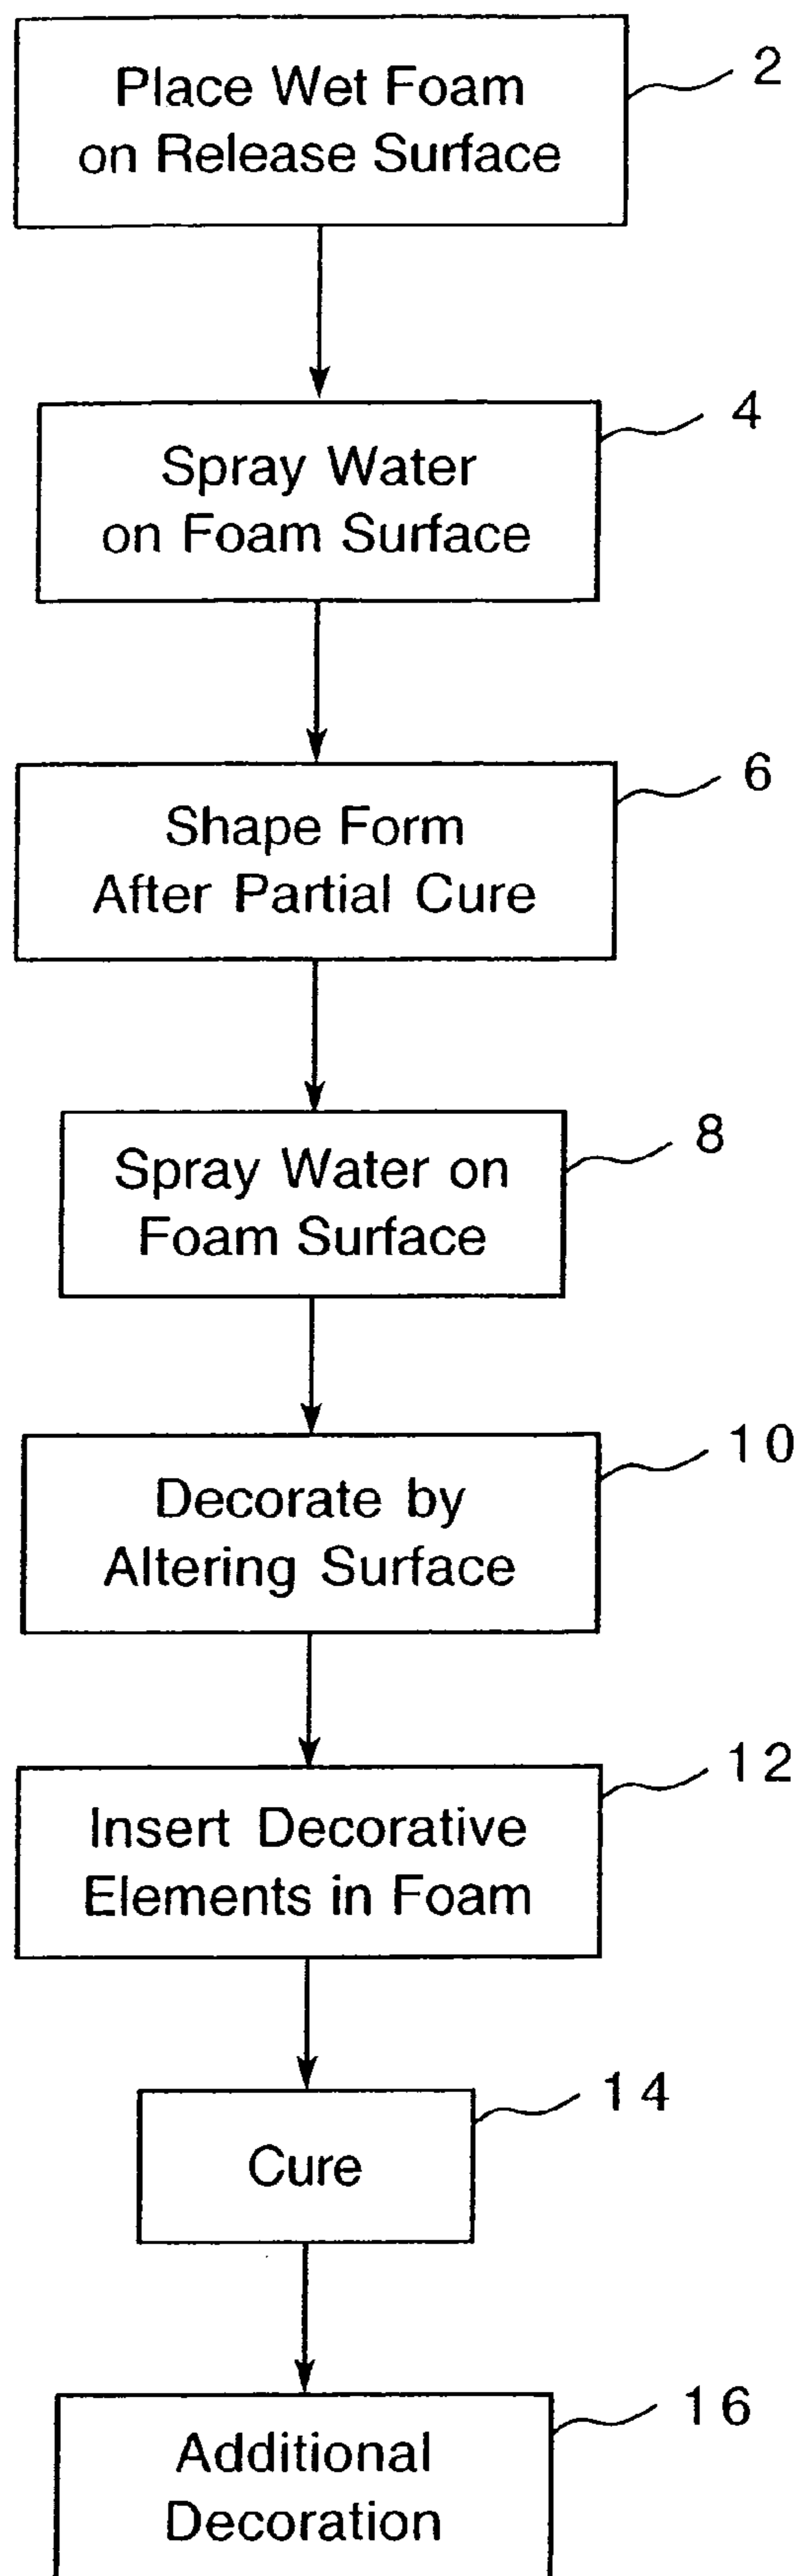 Place Wet Foam
on Release Surface
2
Spray Water
on Foam Surface
4
Shape Form
After Partial Cure
6
Spray Water on
Foam Surface
8
Decorate by
Altering Surface
10
Insert Decorative
Elements in Foam
12
Cure
14
Additional
Decoration
16